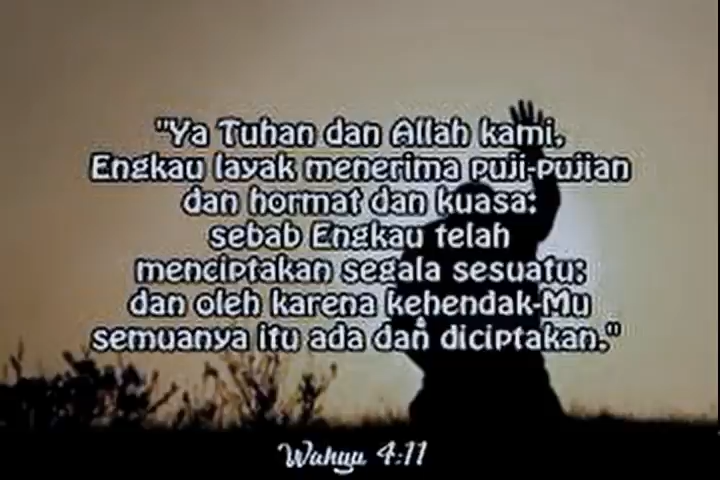 "Ya Tuhan dan Allah kami,
Engkau layak menerima puji-pujian
dan hormat dan kuasa;
sebab Engkau telah
menciptakan segala sesuatu;
dan oleh karena kehendak-Mu
semuanya itu ada dan diciptakan."
Wahyu 4:11